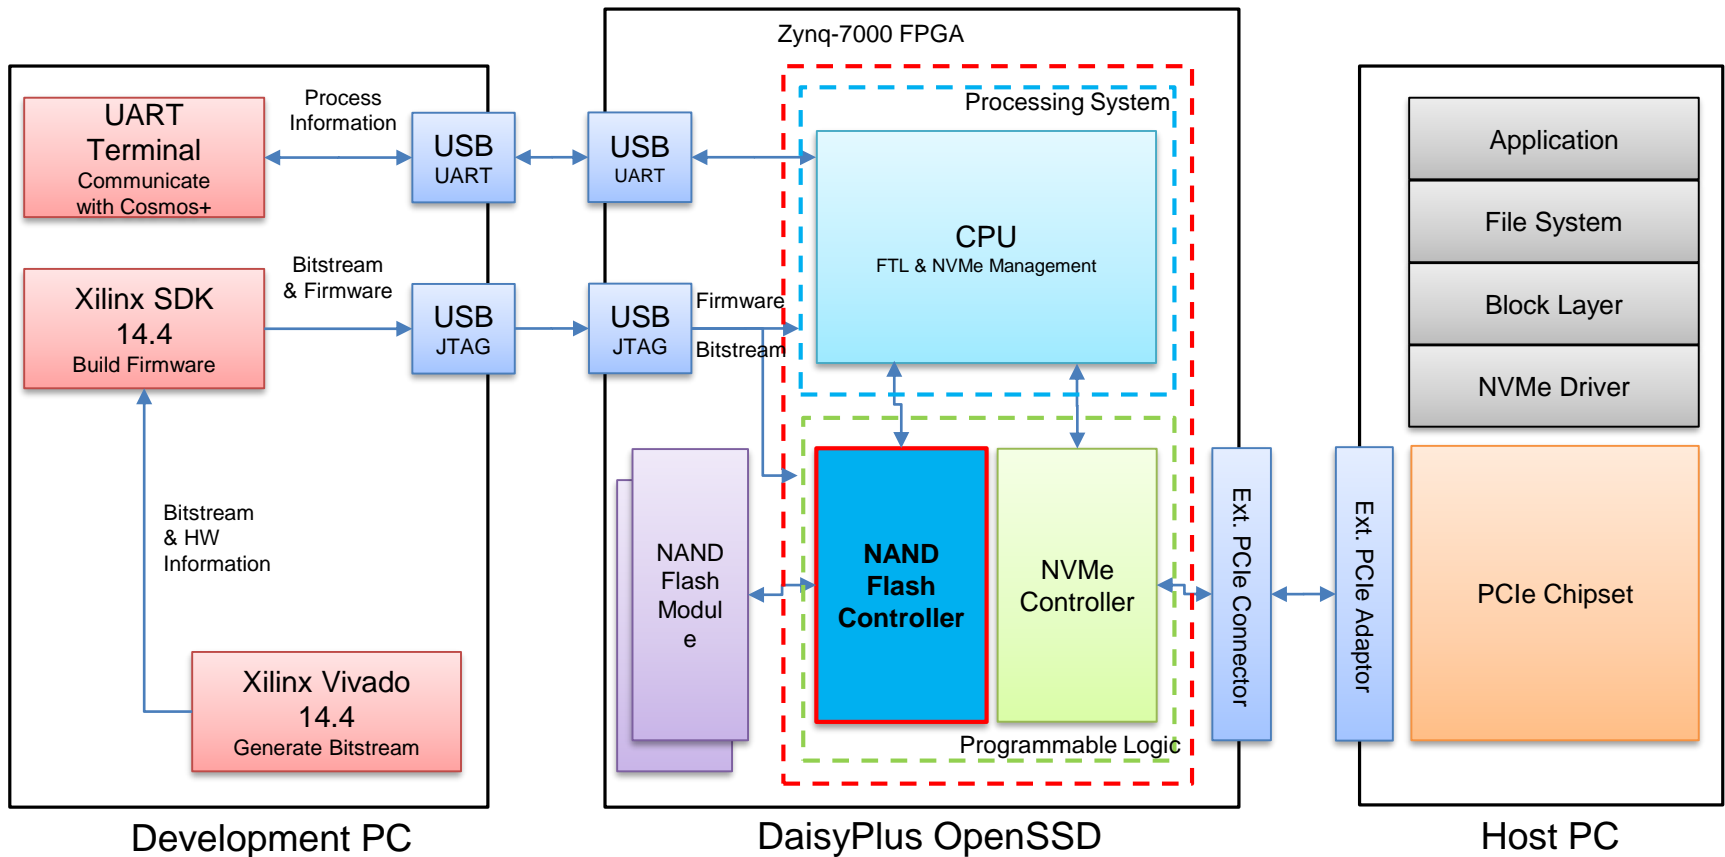 Zynq-7000 FPGA
UART
Terminal
Communicate
with Cosmos+
Process
Information
USB
UART
USB
UART
Processing System
CPU
FTL & NVMe Management
Xilinx SDK
14.4
Build Firmware
Bitstream
& Firmware
USB
JTAG
USB
JTAG
Firmware
Bitstream
Bitstream
& HW
Information
Xilinx Vivado
14.4
Generate Bitstream
NAND
Flash
Modul
e
NAND
Flash
Controller
NVMe
Controller
Programmable Logic
Ext. PCIe Connector
Ext. PCIe Adaptor
Application
File System
Block Layer
NVMe Driver
PCIe Chipset
Development PC
DaisyPlus OpenSSD
Host PC